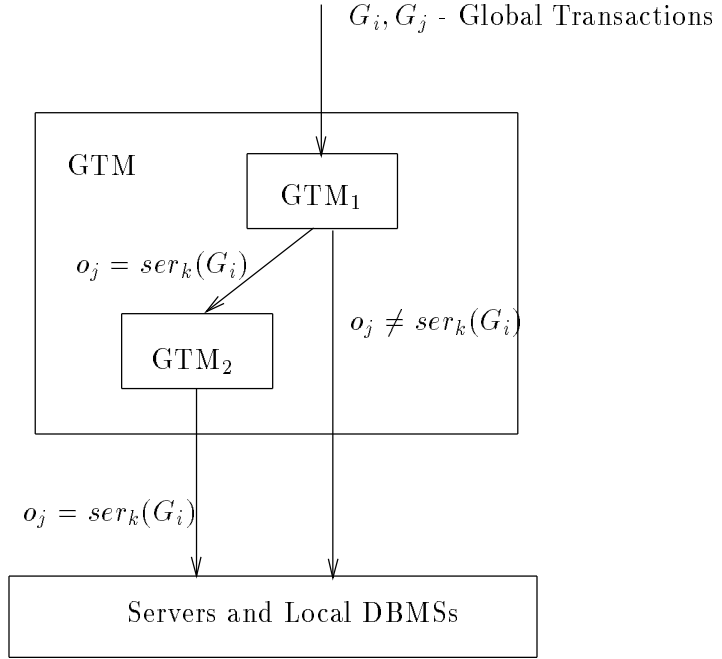 G_i, G_j - Global Transactions
GTM
GTM_1
o_j = ser_k(G_i)
o_j ≠ ser_k(G_i)
GTM_2
o_j = ser_k(G_i)
Servers and Local DBMSs